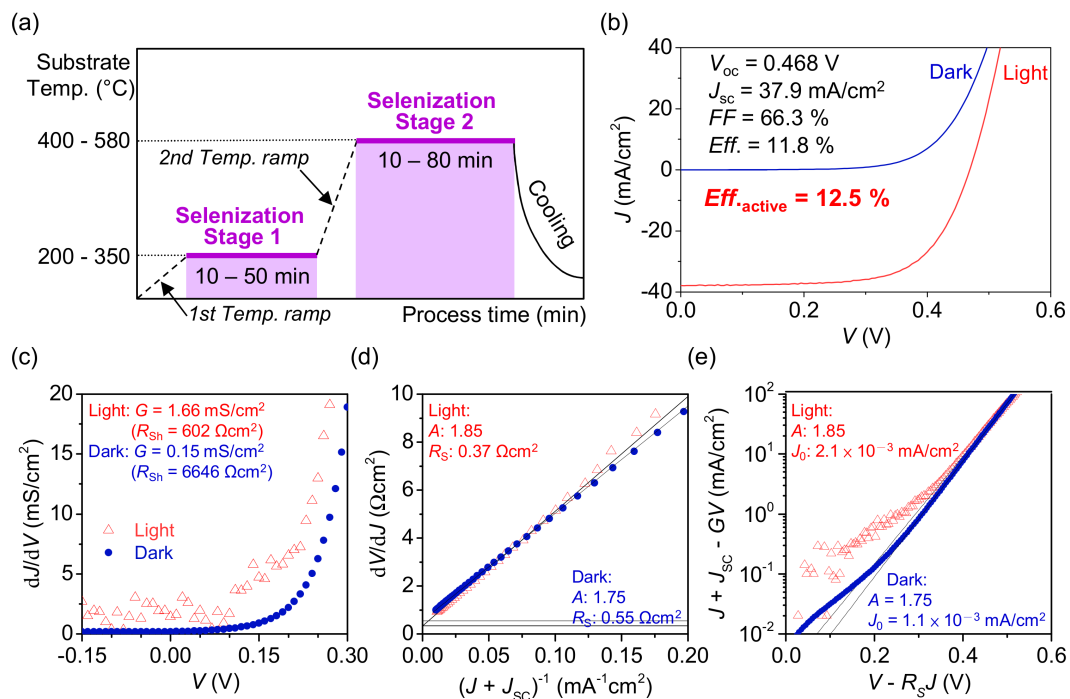 (a)
Substrate
Temp. (°C)
400 - 580
200 - 350
Selenization
Stage 2
10 – 80 min
2nd Temp. ramp
Selenization
Stage 1
10 – 50 min
1st Temp. ramp
Cooling
Process time (min)
(b)
V_oc = 0.468 V
J_sc = 37.9 mA/cm²
FF = 66.3 %
Eff. = 11.8 %
Eff._active = 12.5 %
Dark
Light
J (mA/cm²)
40
20
0
-20
-40
0.0 0.2 0.4 0.6
V (V)
(c)
Light: G = 1.66 mS/cm²
(R_Sh = 602 Ωcm²)
Dark: G = 0.15 mS/cm²
(R_Sh = 6646 Ωcm²)
Light
Dark
dJ/dV (mS/cm²)
20
15
10
5
0
-0.15 0.00 0.15 0.30
V (V)
(d)
Light:
A: 1.85
R_S: 0.37 Ωcm²
Dark:
A: 1.75
R_S: 0.55 Ωcm²
dV/dJ (Ωcm²)
10
8
6
4
2
0
0.00 0.05 0.10 0.15 0.20
(J + J_SC)⁻¹ (mA⁻¹cm²)
(e)
Light:
A: 1.85
J₀: 2.1 × 10⁻³ mA/cm²
Dark:
A = 1.75
J₀ = 1.1 × 10⁻³ mA/cm²
J + J_SC - GV (mA/cm²)
10²
10¹
10⁰
10⁻¹
10⁻²
0.0 0.2 0.4 0.6
V - R_SJ (V)